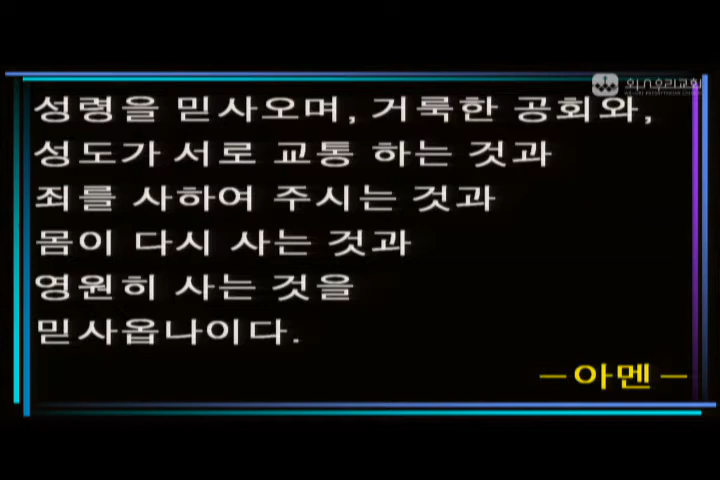 성령을 믿사오며, 거룩한 공회와,
성도가 서로 교통 하는 것과
죄를 사하여 주시는 것과
몸이 다시 사는 것과
영원히 사는 것을
믿사옵나이다.
─ 아멘 ─